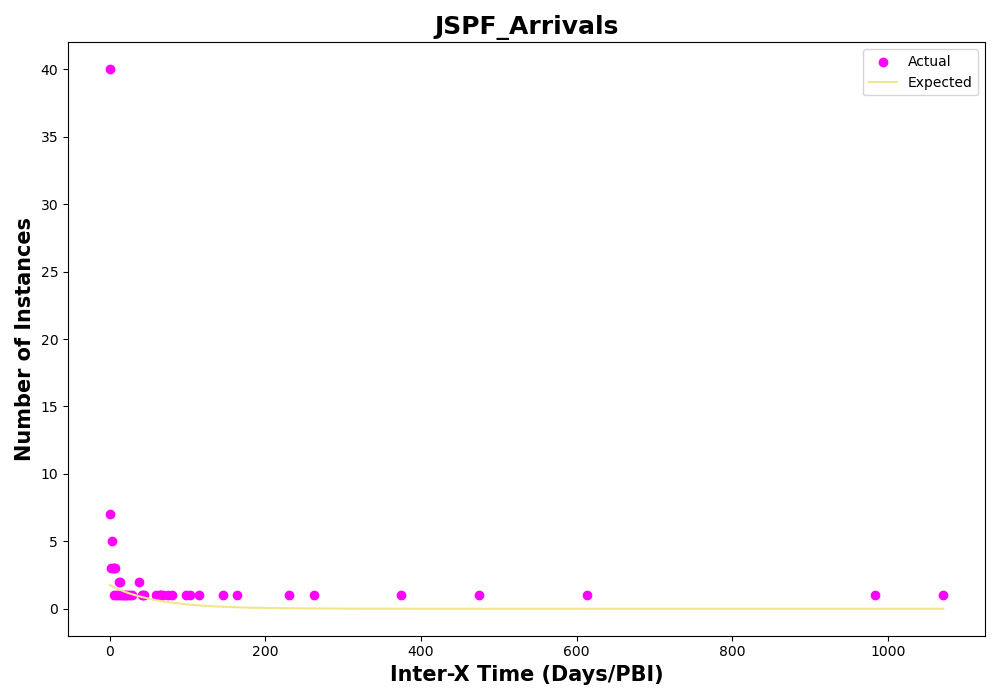 JSPF_Arrivals
Actual
Expected
Number of Instances
40
35
30
25
20
15
10
5
0
0 200 400 600 800 1000
Inter-X Time (Days/PBI)